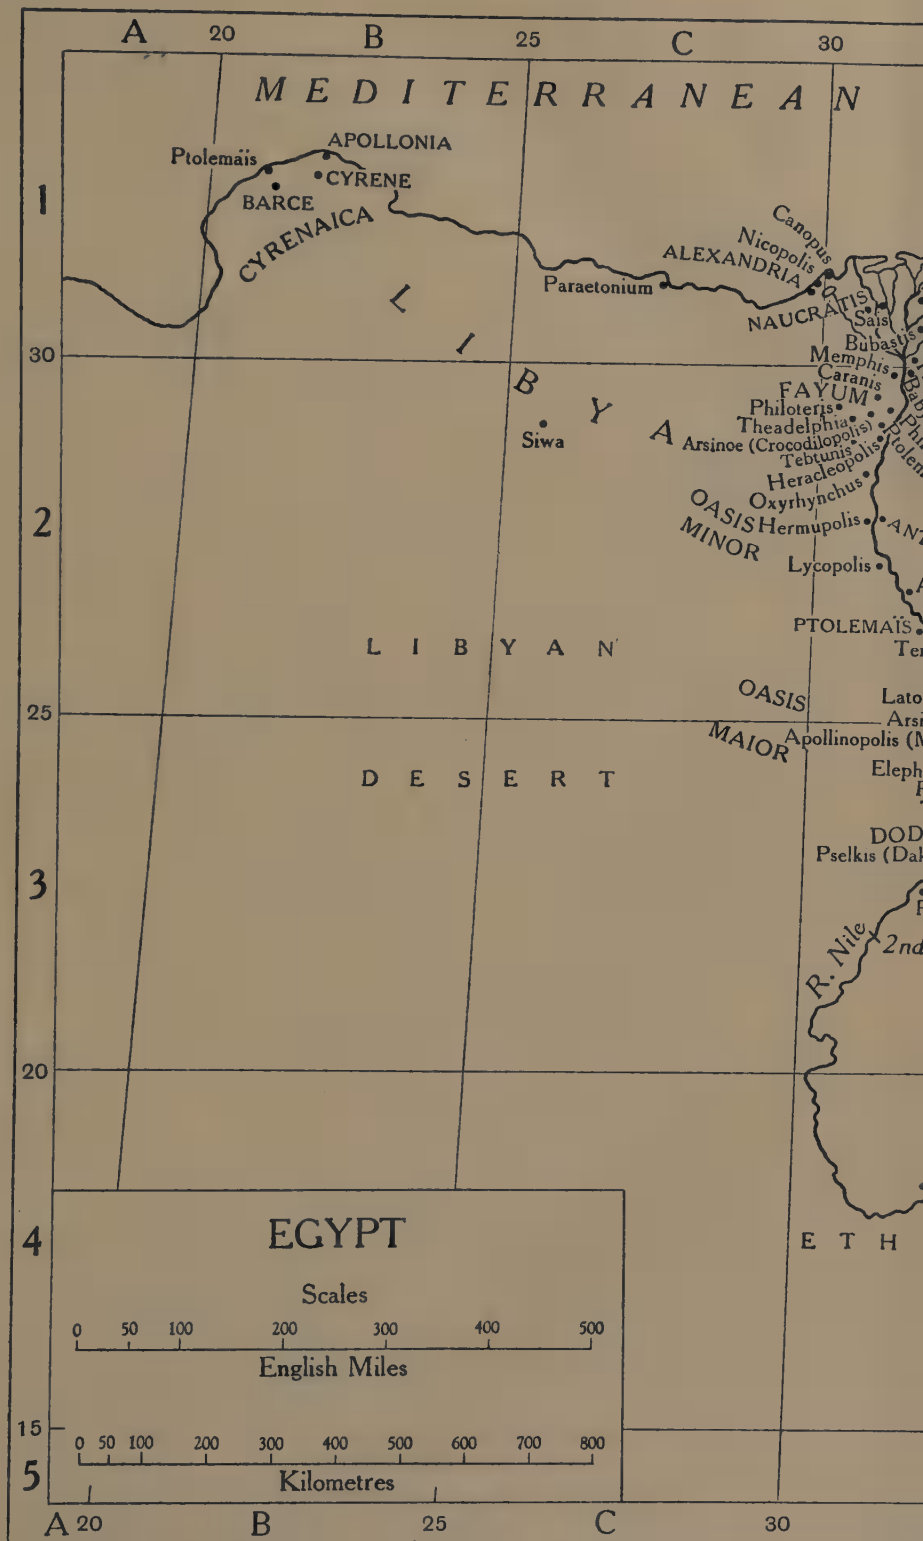 A 20 B 25 C 30
MEDITERRANEAN
APOLLONIA
Ptolemaïs
CYRENE
BARCE
CYRENAICA
1
Canopus
Nicopolis
ALEXANDRIA
Paraetonium
NAUCRATIS
Sais
Bubastis
30
LIBYA
Memphis
Caranis
FAYUM
Philoteris
Theadelphia
Siwa
Arsinoe (Crocodilopolis)
Tebtunis
Heracleopolis
Oxyrhynchus
2
OASIS
MINOR
Hermupolis
Lycopolis
PTOLEMAÏS
LIBYAN
OASIS
25
MAIOR
Apollinopolis (M
DESERT
3
Pselkis (Dak
R. Nile
2nd
20
4
EGYPT
ETH
Scales
0 50 100 200 300 400 500
English Miles
15
0 50 100 200 300 400 500 600 700 800
Kilometres
5
A 20 B 25 C 30